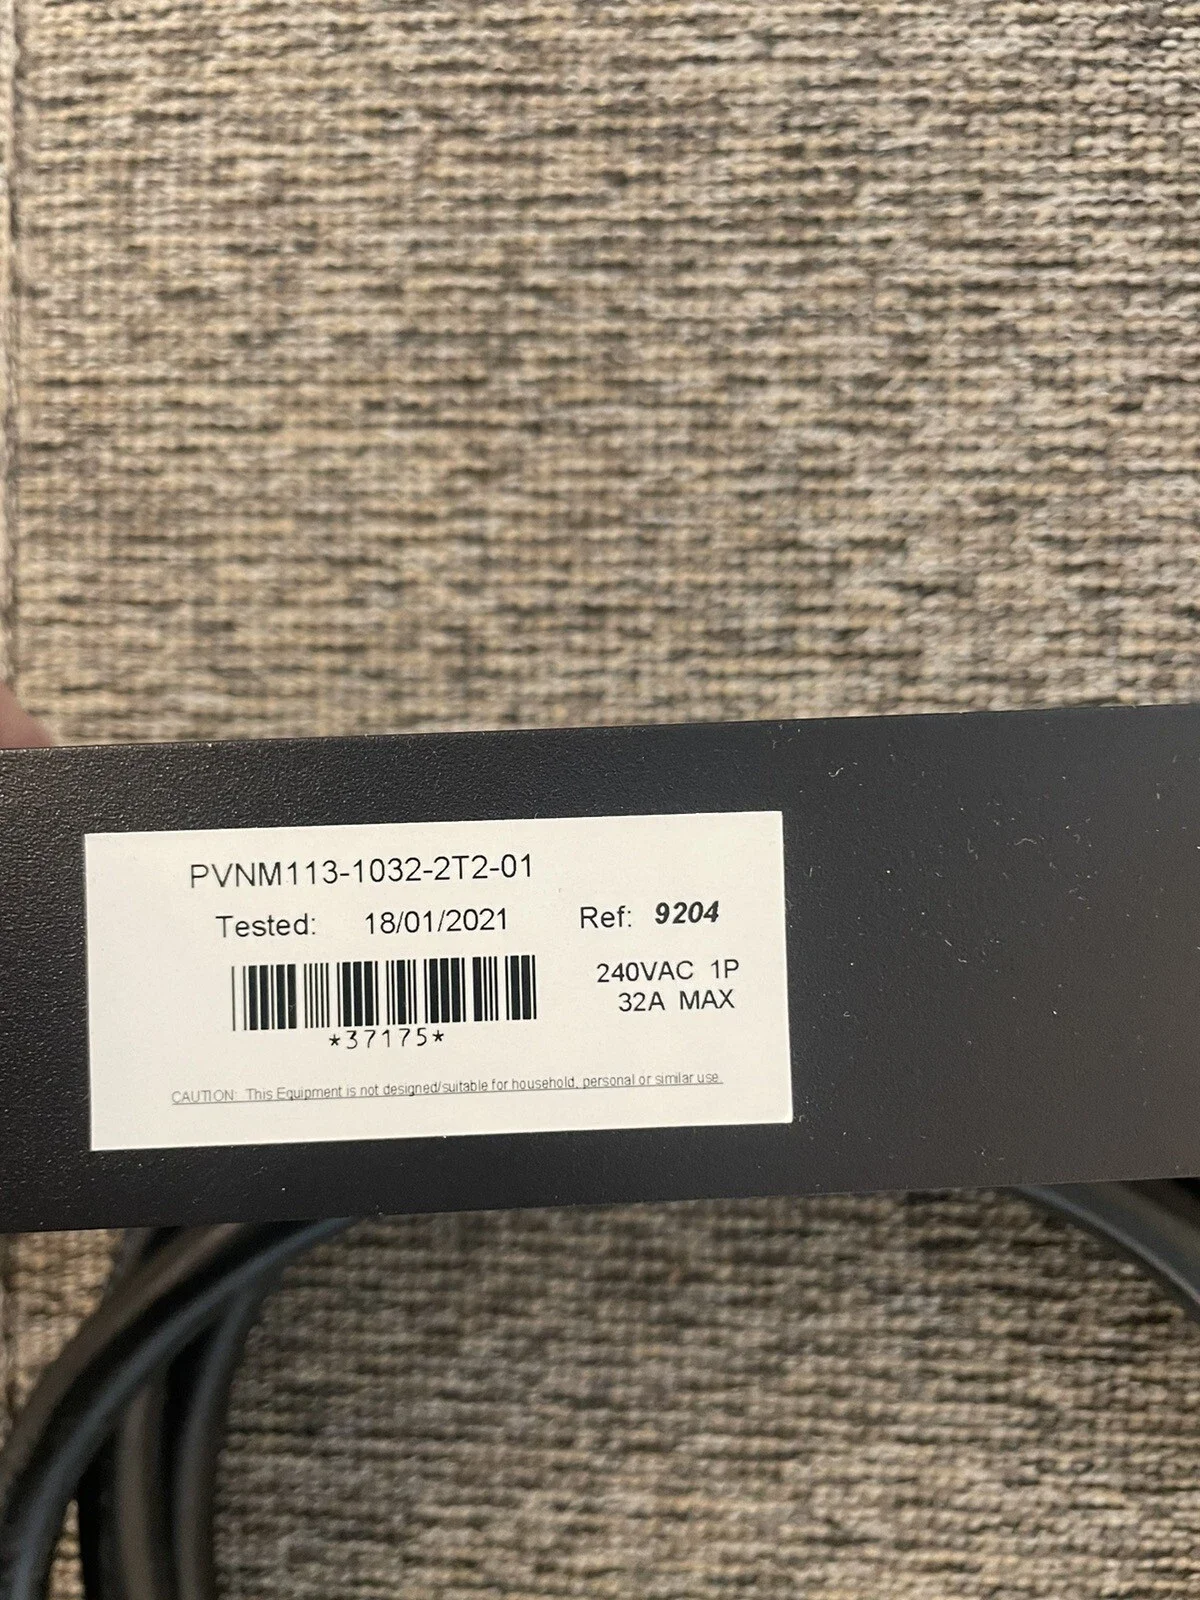 PVNM113-1032-2T2-01
Tested: 18/01/2021 Ref: 9204
240VAC 1P
32A MAX
*37175*
CAUTION: This Equipment is not designed/suitable for household, personal or similar use.